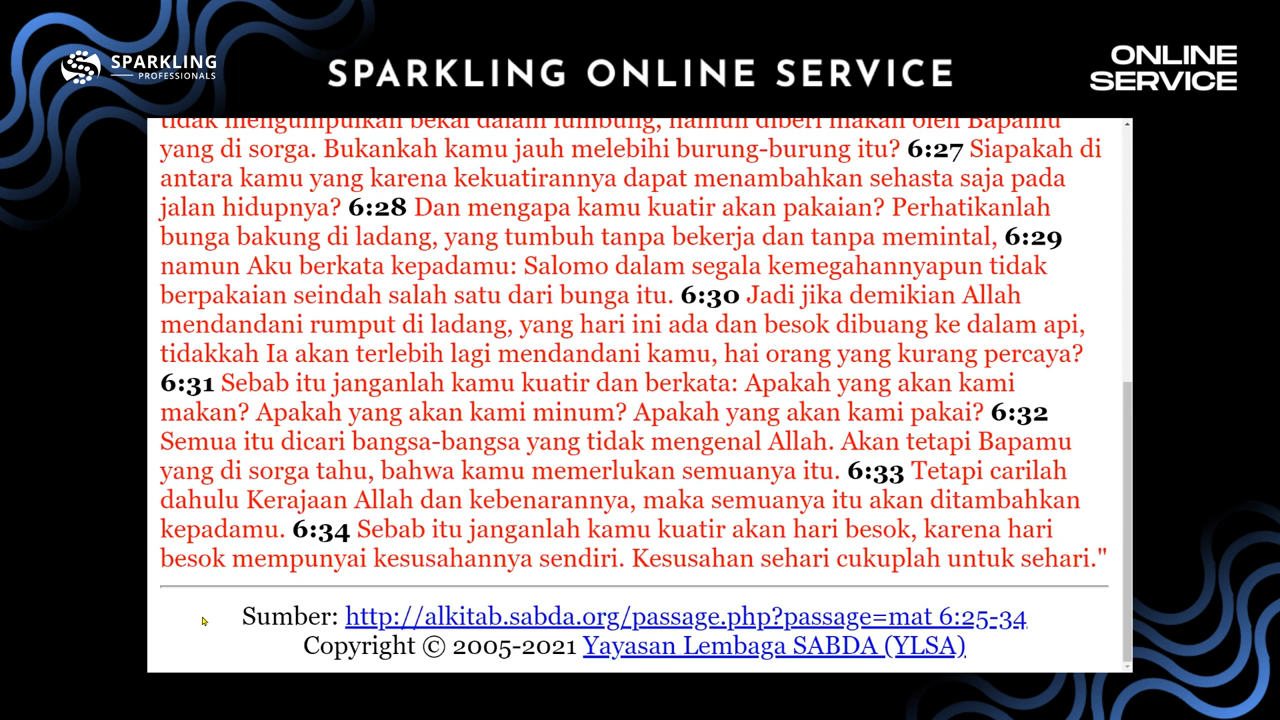 SPARKLING
PROFESSIONALS
SPARKLING ONLINE SERVICE
ONLINE
SERVICE
tidak mengumpulkan bekal dalam lumbung, namun diberi makan oleh Bapamu
yang di sorga. Bukankah kamu jauh melebihi burung-burung itu? 6:27 Siapakah di
antara kamu yang karena kekuatirannya dapat menambahkan sehasta saja pada
jalan hidupnya? 6:28 Dan mengapa kamu kuatir akan pakaian? Perhatikanlah
bunga bakung di ladang, yang tumbuh tanpa bekerja dan tanpa memintal, 6:29
namun Aku berkata kepadamu: Salomo dalam segala kemegahannyapun tidak
berpakaian seindah salah satu dari bunga itu. 6:30 Jadi jika demikian Allah
mendandani rumput di ladang, yang hari ini ada dan besok dibuang ke dalam api,
tidakkah Ia akan terlebih lagi mendandani kamu, hai orang yang kurang percaya?
6:31 Sebab itu janganlah kamu kuatir dan berkata: Apakah yang akan kami
makan? Apakah yang akan kami minum? Apakah yang akan kami pakai? 6:32
Semua itu dicari bangsa-bangsa yang tidak mengenal Allah. Akan tetapi Bapamu
yang di sorga tahu, bahwa kamu memerlukan semuanya itu. 6:33 Tetapi carilah
dahulu Kerajaan Allah dan kebenarannya, maka semuanya itu akan ditambahkan
kepadamu. 6:34 Sebab itu janganlah kamu kuatir akan hari besok, karena hari
besok mempunyai kesusahannya sendiri. Kesusahan sehari cukuplah untuk sehari."
Sumber: http://alkitab.sabda.org/passage.php?passage=mat 6:25-34
Copyright © 2005-2021 Yayasan Lembaga SABDA (YLSA)